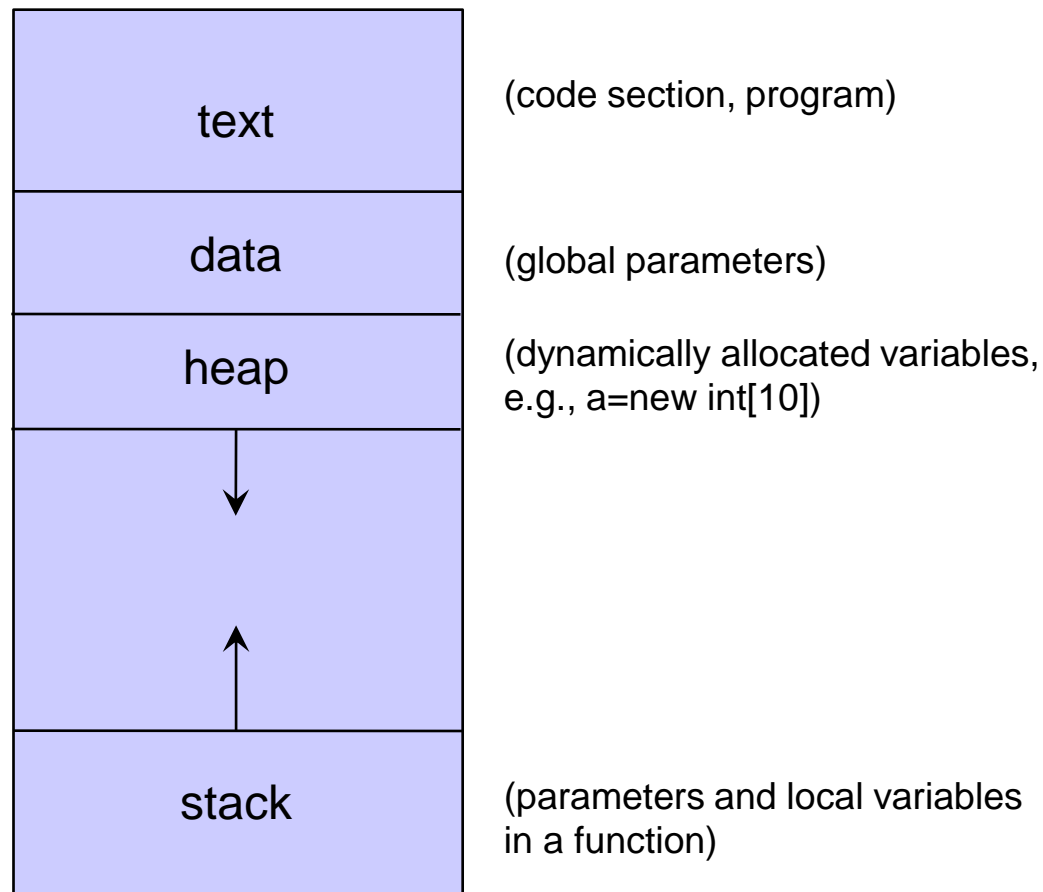 text
(code section, program)
data
(global parameters)
heap
(dynamically allocated variables,
e.g., a=new int[10])
stack
(parameters and local variables
in a function)